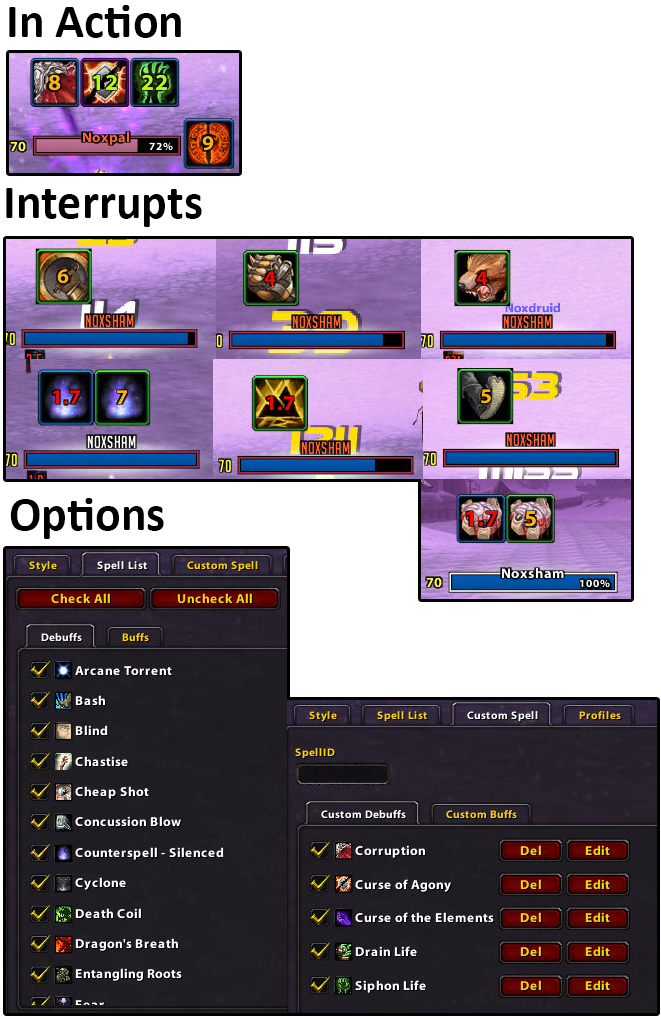 In Action
8 12 22
Noxpal
70 72% 9
Interrupts
6 4 4
Noxdruid
NOXSHAM NOXSHAM NOXSHAM
70 0 70
1.7 7 1.7 5
NOXSHAM NOXSHAM NOXSHAM
70 70 70
1.7 5
Noxsham
70 100%
Options
Style Spell List Custom Spell
Check All Uncheck All
Debuffs Buffs
Arcane Torrent
Bash
Blind
Chastise
Cheap Shot
Concussion Blow
Counterspell - Silenced
Cyclone
Death Coil
Dragon's Breath
Entangling Roots
Fear
Style Spell List Custom Spell Profiles
SpellID
Custom Debuffs Custom Buffs
Corruption Del Edit
Curse of Agony Del Edit
Curse of the Elements Del Edit
Drain Life Del Edit
Siphon Life Del Edit